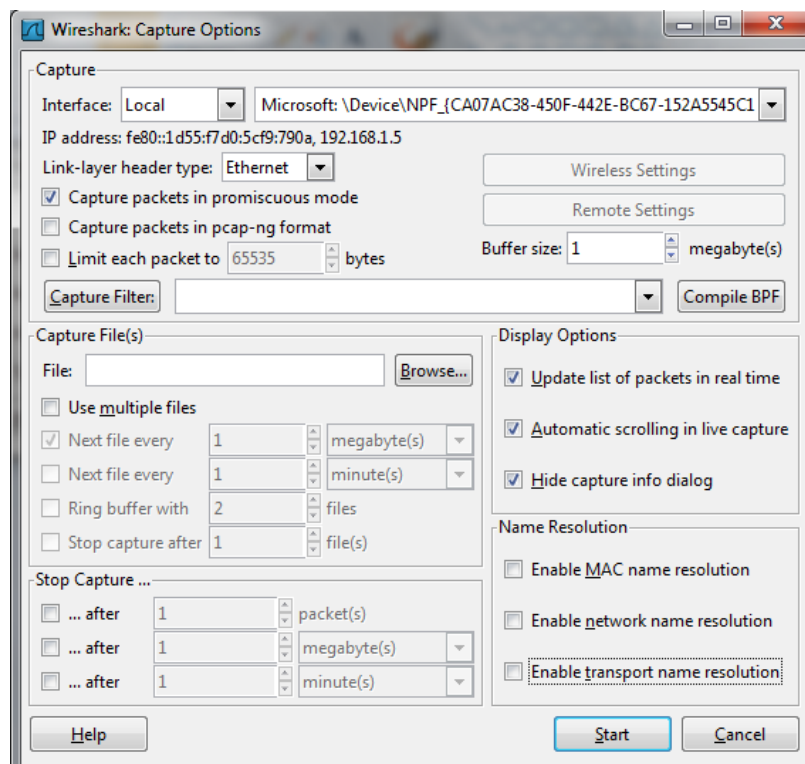 Wireshark: Capture Options
Capture
Interface: Local Microsoft: \Device\NPF_{CA07AC38-450F-442E-BC67-152A5545C1
IP address: fe80::1d55:f7d0:5cf9:790a, 192.168.1.5
Link-layer header type: Ethernet Wireless Settings
Capture packets in promiscuous mode
Remote Settings
Capture packets in pcap-ng format
Limit each packet to 65535 bytes Buffer size: 1 megabyte(s)
Capture Filter: Compile BPF
Capture File(s)
File: Browse...
Use multiple files
Next file every 1 megabyte(s)
Next file every 1 minute(s)
Ring buffer with 2 files
Stop capture after 1 file(s)
Stop Capture ...
... after 1 packet(s)
... after 1 megabyte(s)
... after 1 minute(s)
Display Options
Update list of packets in real time
Automatic scrolling in live capture
Hide capture info dialog
Name Resolution
Enable MAC name resolution
Enable network name resolution
Enable transport name resolution
Help Start Cancel